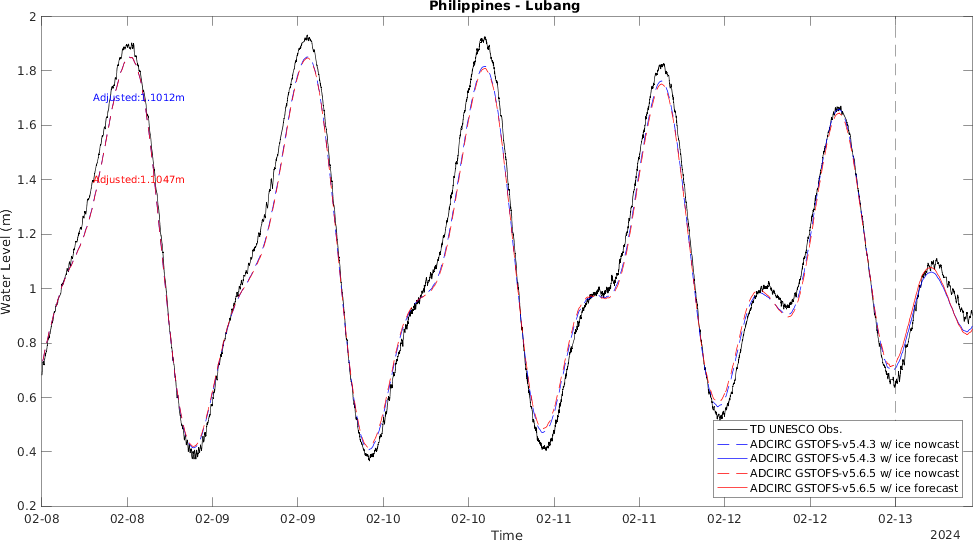 Philippines - Lubang
2
1.8
1.6
1.4
1.2
1
0.8
0.6
0.4
0.2
Water Level (m)
Adjusted:1.1012m
Adjusted:1.1047m
TD UNESCO Obs.
ADCIRC GSTOFS-v5.4.3 w/ ice nowcast
ADCIRC GSTOFS-v5.4.3 w/ ice forecast
ADCIRC GSTOFS-v5.6.5 w/ ice nowcast
ADCIRC GSTOFS-v5.6.5 w/ ice forecast
02-08 02-08 02-09 02-09 02-10 02-10 02-11 02-11 02-12 02-12 02-13
Time
2024